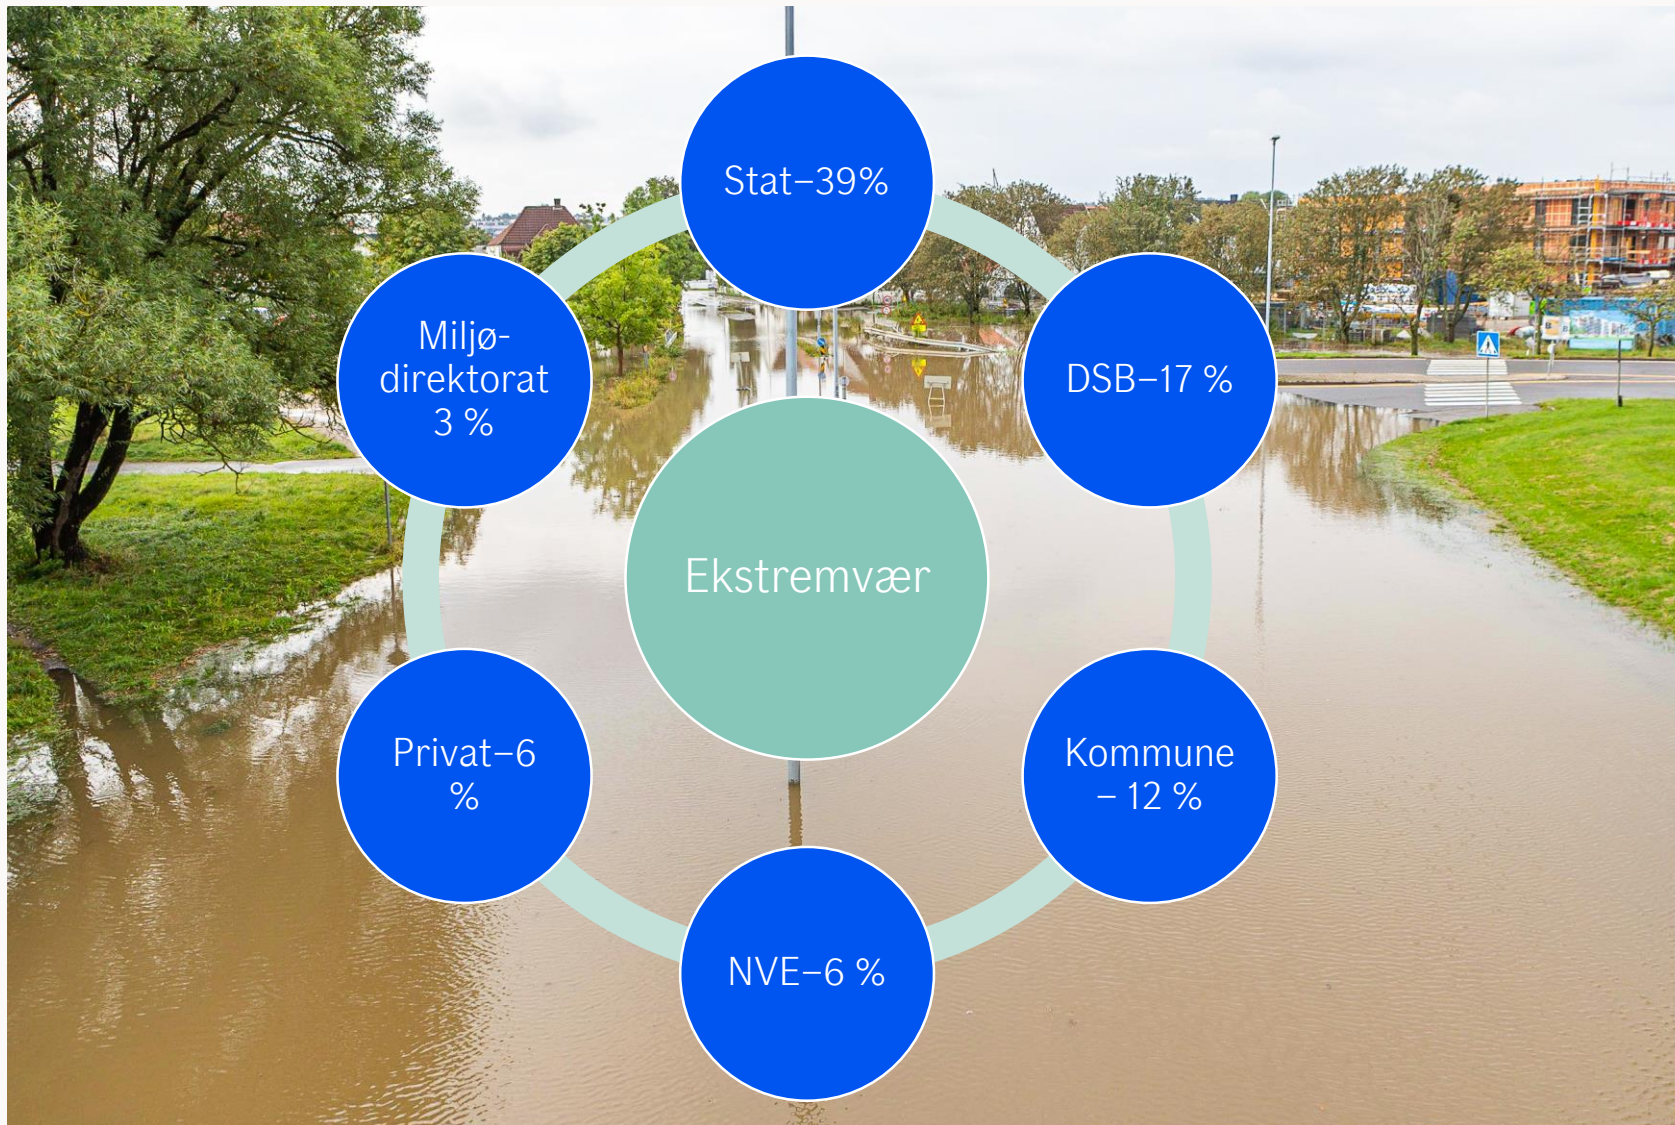 Stat–39%
DSB–17 %
Kommune
– 12 %
NVE–6 %
Privat–6
%
Miljø-
direktorat
3 %
Ekstremvær